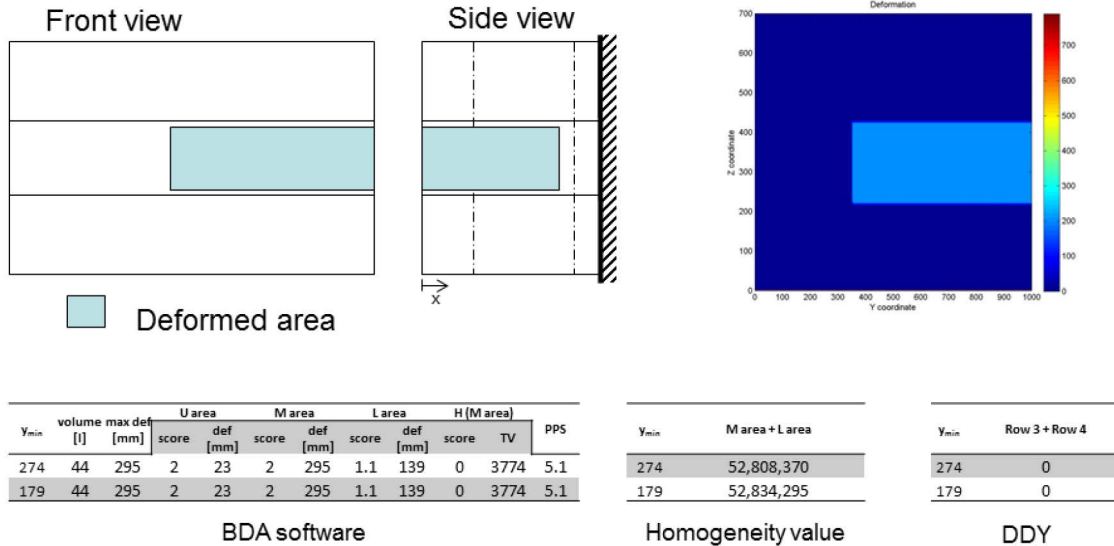 Front view
Side view
x
Deformed area
Deformation
Z coordinate
700
600
500
400
300
200
100
0
0 100 200 300 400 500 600 700 800 900 1000
Y coordinate
700
600
500
400
300
200
100
0
U area M area L area H (M area)
ymin volume [l] max def [mm] score def [mm] score def [mm] score def [mm] score TV PPS
274 44 295 2 23 2 295 1.1 139 0 3774 5.1
179 44 295 2 23 2 295 1.1 139 0 3774 5.1
BDA software
ymin M area + L area
274 52,808,370
179 52,834,295
Homogeneity value
ymin Row 3 + Row 4
274 0
179 0
DDY